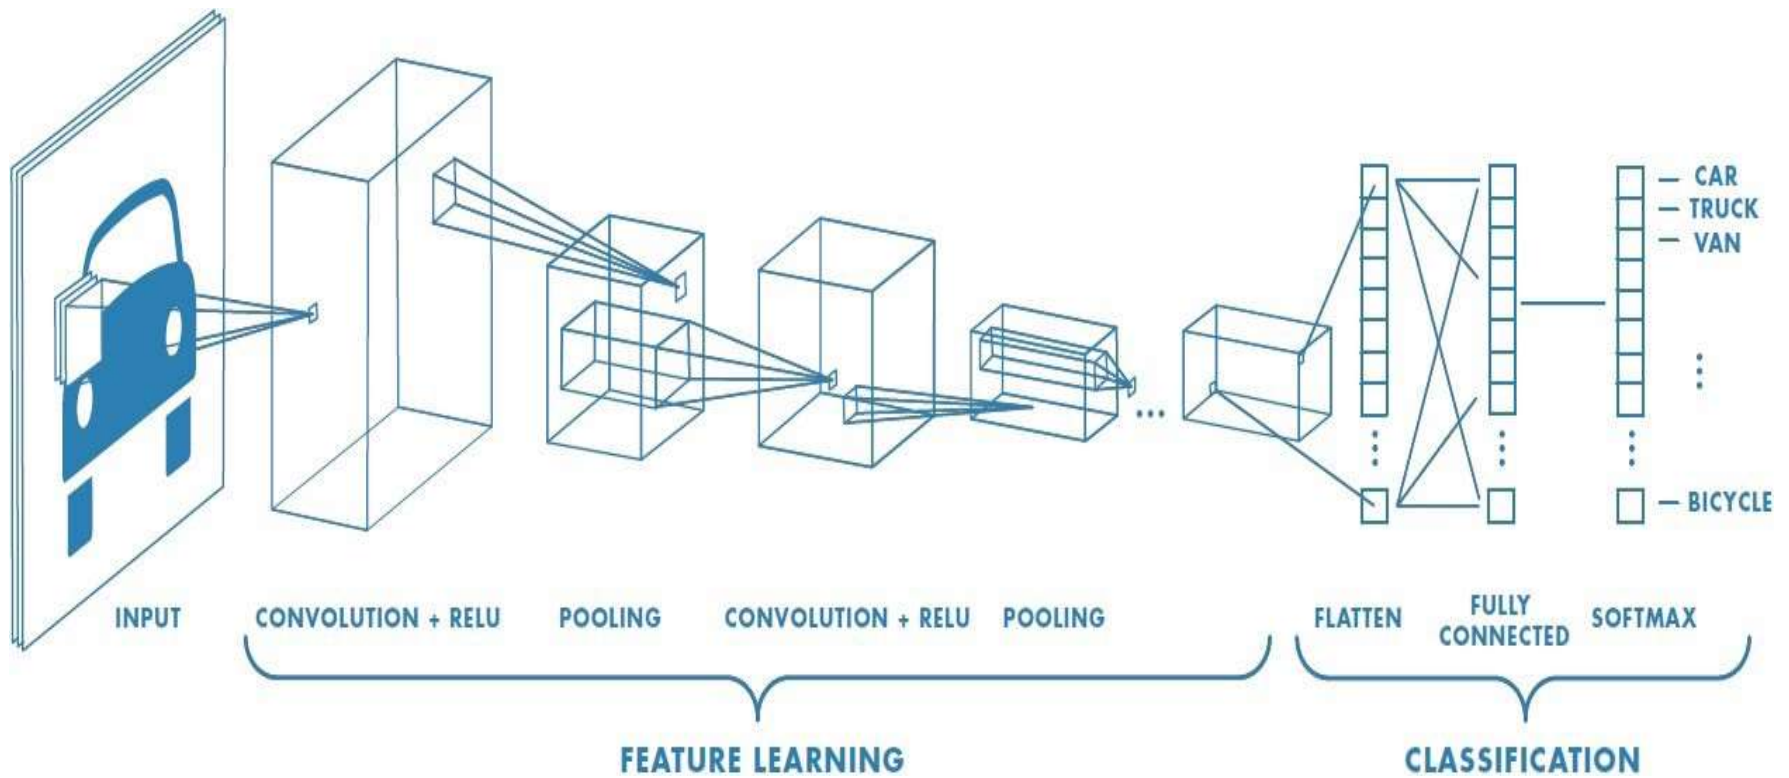 CAR
TRUCK
VAN
BICYCLE
INPUT
CONVOLUTION + RELU
POOLING
CONVOLUTION + RELU
POOLING
FLATTEN
FULLY
CONNECTED
SOFTMAX
FEATURE LEARNING
CLASSIFICATION